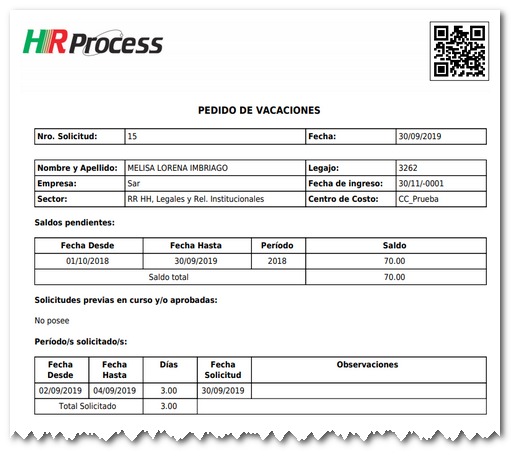 HR Process
PEDIDO DE VACACIONES
Nro. Solicitud: 15 Fecha: 30/09/2019
Nombre y Apellido: MELISA LORENA IMBRIAGO Legajo: 3262
Empresa: Sar Fecha de ingreso: 30/11/-0001
Sector: RR HH, Legales y Rel. Institucionales Centro de Costo: CC_Prueba
Saldos pendientes:
Fecha Desde Fecha Hasta Período Saldo
01/10/2018 30/09/2019 2018 70.00
Saldo total 70.00
Solicitudes previas en curso y/o aprobadas:
No posee
Período/s solicitado/s:
Fecha Desde Fecha Hasta Días Fecha Solicitud Observaciones
02/09/2019 04/09/2019 3.00 30/09/2019
Total Solicitado 3.00